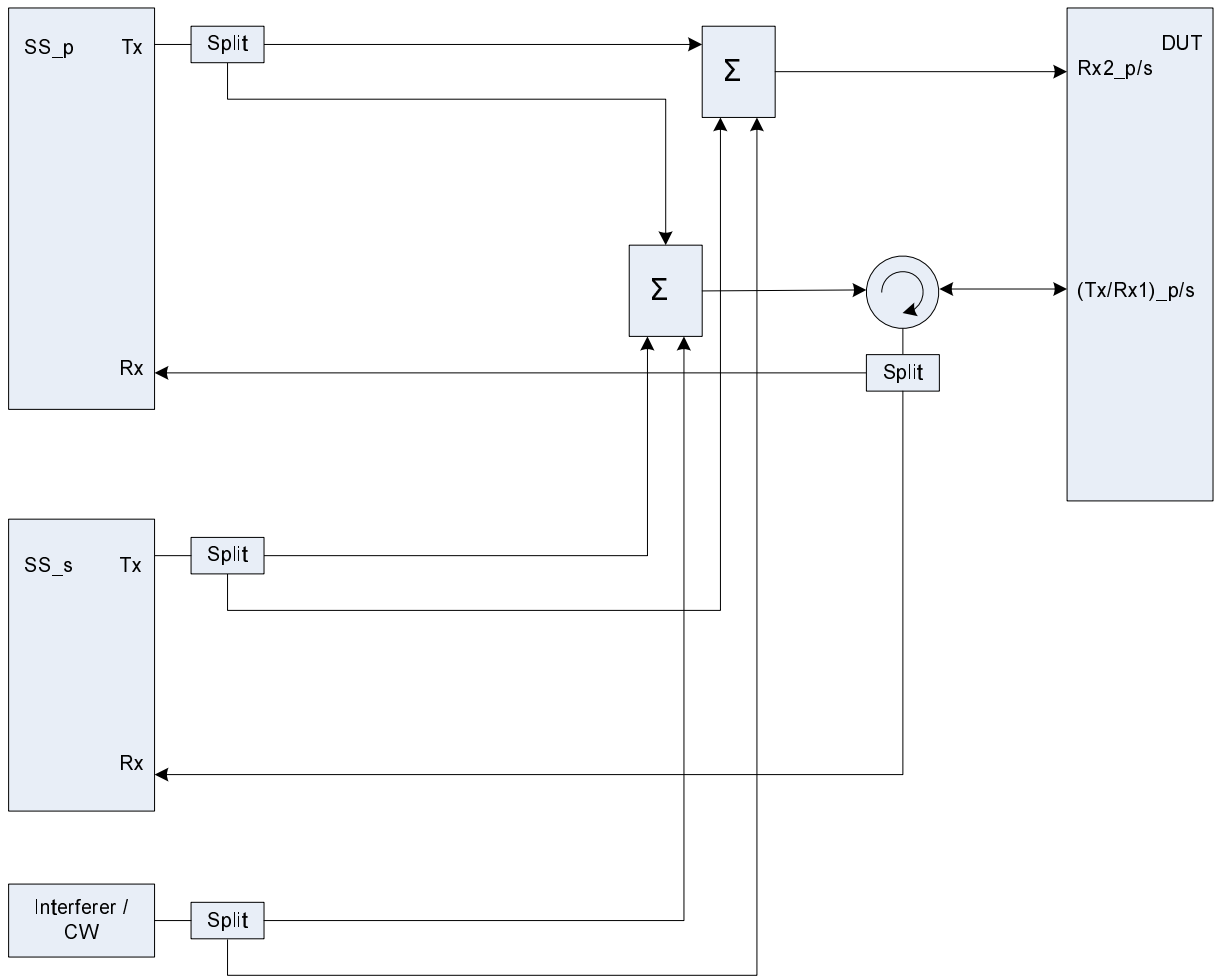 SS_p
Tx
Split
Σ
DUT
Rx2_p/s
Σ
(Tx/Rx1)_p/s
Rx
Split
SS_s
Tx
Split
Rx
Interferer /
CW
Split